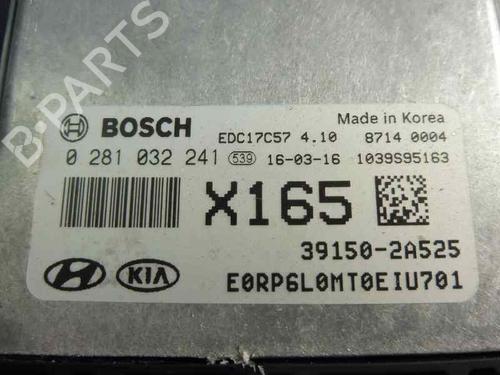 B-PARTS
BOSCH
EDC17C57 4.10
Made in Korea
8714 0004
0 281 032 241 539 16-03-16 1039S95163
X165
39150-2A525
KIA
E0RP6L0MT0EIU701